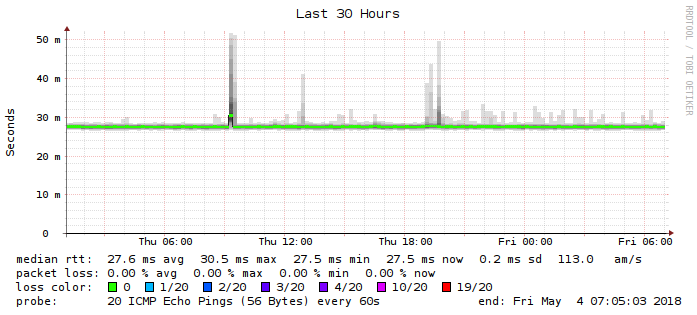 Last 30 Hours
RRDTOOL / TOBI OETIKER
Seconds
50 m
40 m
30 m
20 m
10 m
0
Thu 06:00 Thu 12:00 Thu 18:00 Fri 00:00 Fri 06:00
median rtt: 27.6 ms avg 30.5 ms max 27.5 ms min 27.5 ms now 0.2 ms sd 113.0 am/s
packet loss: 0.00 % avg 0.00 % max 0.00 % min 0.00 % now
loss color: 0 1/20 2/20 3/20 4/20 10/20 19/20
probe: 20 ICMP Echo Pings (56 Bytes) every 60s end: Fri May 4 07:05:03 2018